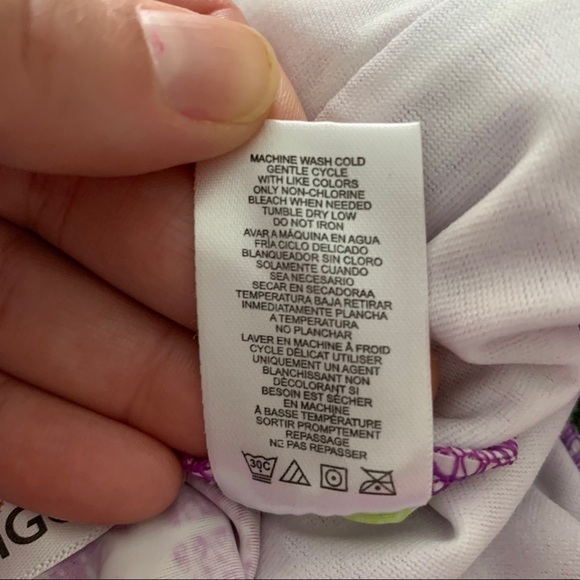 MACHINE WASH COLD
GENTLE CYCLE
WITH LIKE COLORS
ONLY NON-CHLORINE
BLEACH WHEN NEEDED
TUMBLE DRY LOW
DO NOT IRON
AVAR A MÁQUINA EN AGUA
FRÍA CICLO DELICADO
BLANQUEADOR SIN CLORO
SOLAMENTE CUANDO
SEA NECESARIO
SECAR EN SECADORAA
TEMPERATURA BAJA RETIRAR
INMEDIATAMENTE PLANCHA
A TEMPERATURA
NO PLANCHAR
LAVER EN MACHINE Â FROID
CYCLE DÉLICAT UTILISER
UNIQUEMENT UN AGENT
BLANCHISSANT NON
DÉCOLORANT SI
BESOIN EST SÉCHER
EN MACHINE
Â BASSE TEMPÉRATURE
SORTIR PROMPTEMENT
REPASSAGE
NE PAS REPASSER
30C